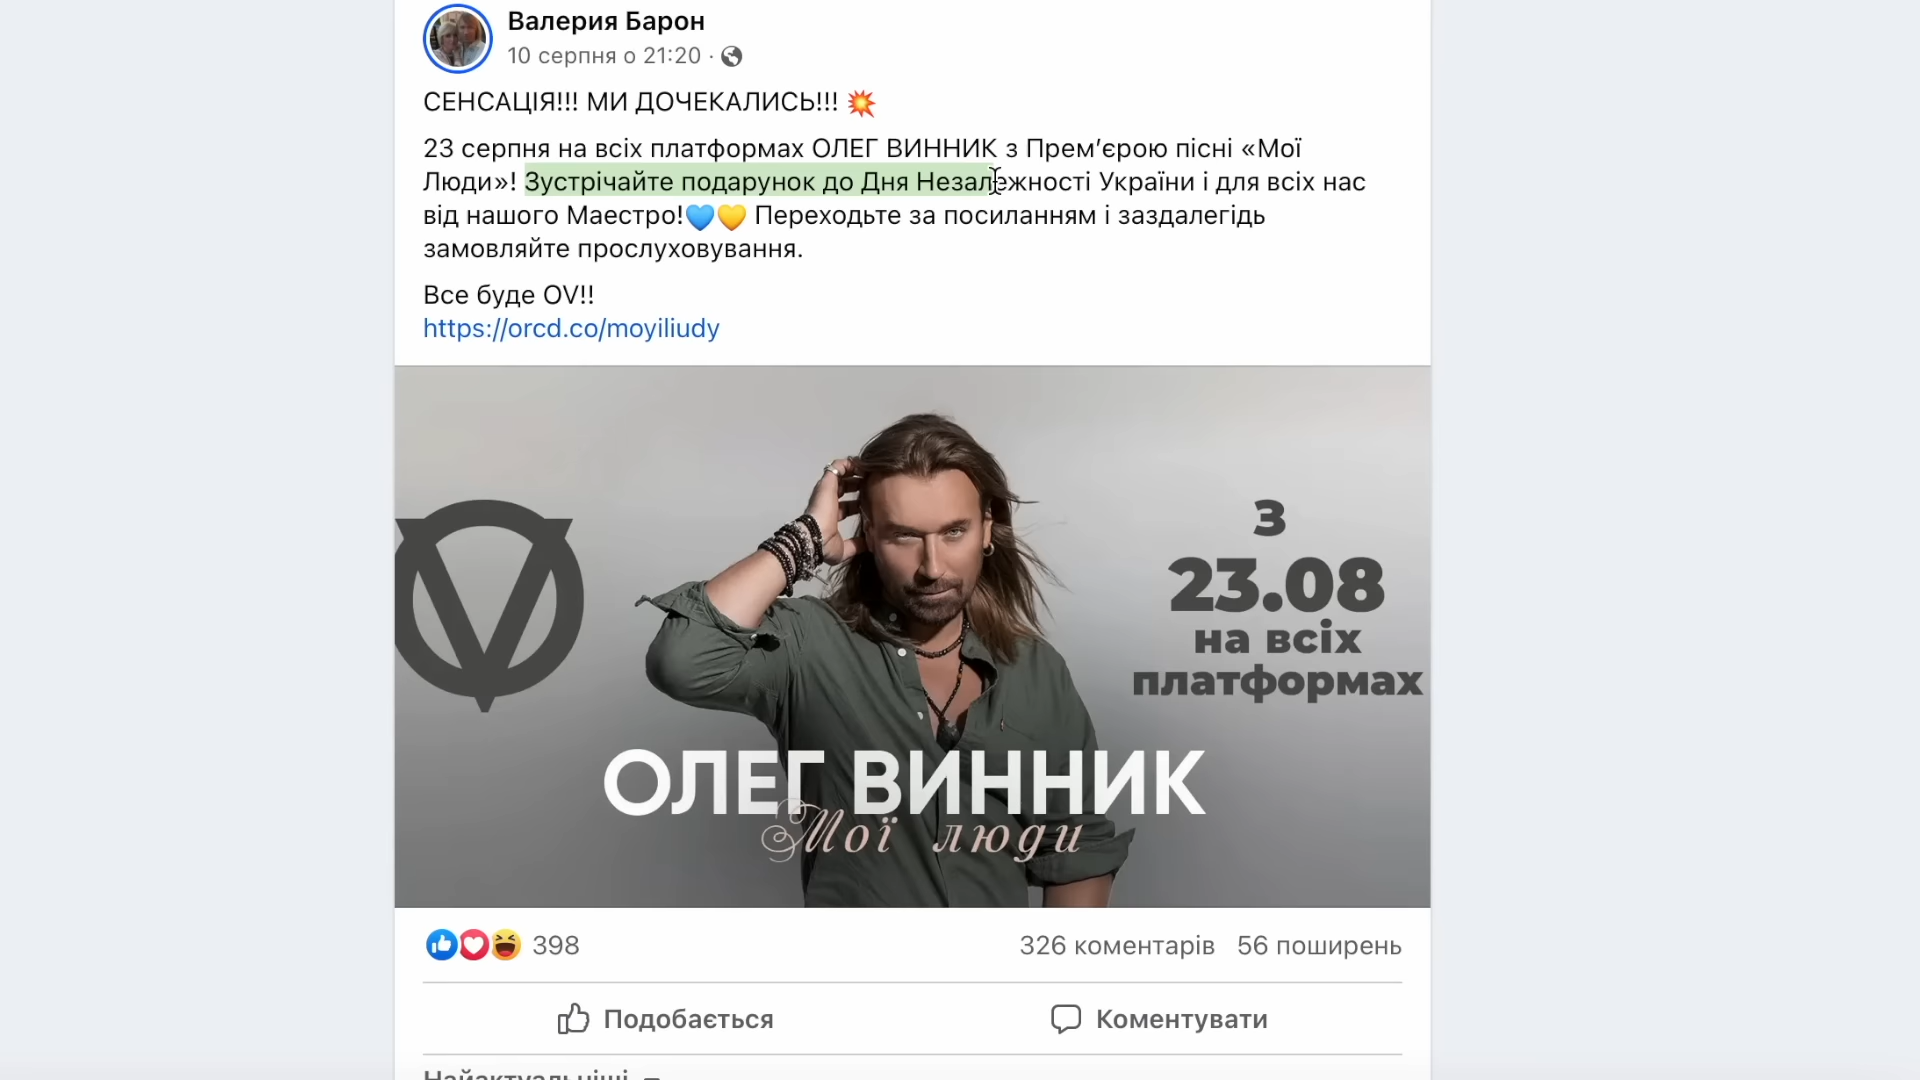 Валерия Барон
10 серпня о 21:20 ·
СЕНСАЦІЯ!!! МИ ДОЧЕКАЛИСЬ!!! 💥
23 серпня на всіх платформах ОЛЕГ ВИННИК з Прем’єрою пісні «Мої
Люди»! Зустрічайте подарунок до Дня Незалежності України і для всіх нас
від нашого Маестро!💙💛 Переходьте за посиланням і заздалегідь
замовляйте прослуховування.
Все буде OV!!
https://orcd.co/moyiliudy
OV
З
23.08
на всіх
платформах
ОЛЕГ ВИННИК
Мої люди
398
326 коментарів 56 поширень
Подобається
Коментувати
Найактуальніші